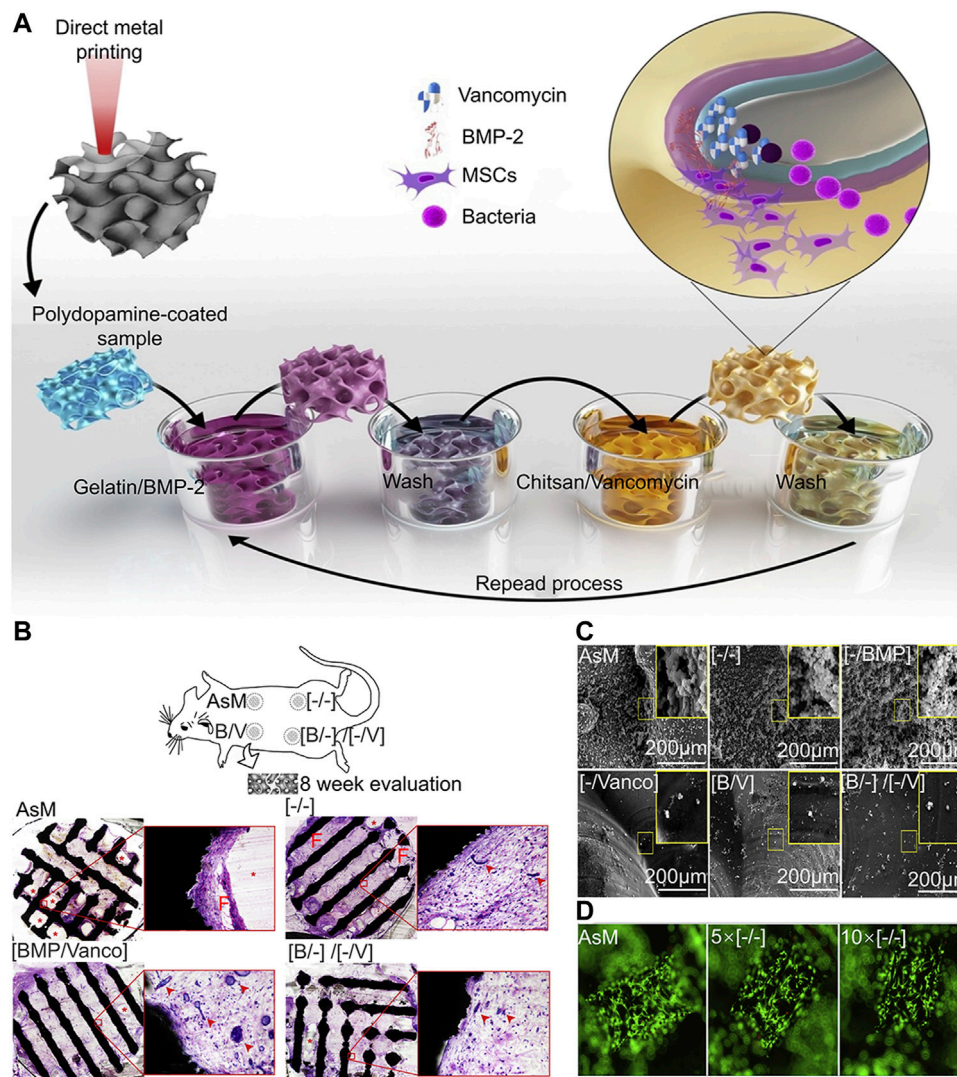 A
Direct metal
printing
Vancomycin
BMP-2
MSCs
Bacteria
Polydopamine-coated
sample
Gelatin/BMP-2
Wash
Chitsan/Vancomycin
Wash
Repead process
B
AsM
[-/-]
B/V
[B/-] /[-/V]
8 week evaluation
AsM
F
[-/-]
F
F
[BMP/Vanco]
[B/-] /[-/V]
C
AsM
[-/-]
[-/BMP]
200μm
200μm
200μm
[-/Vanco]
[B/V]
[B/-] /[-/V]
200μm
200μm
200μm
D
AsM
5×[-/-]
10×[-/-]